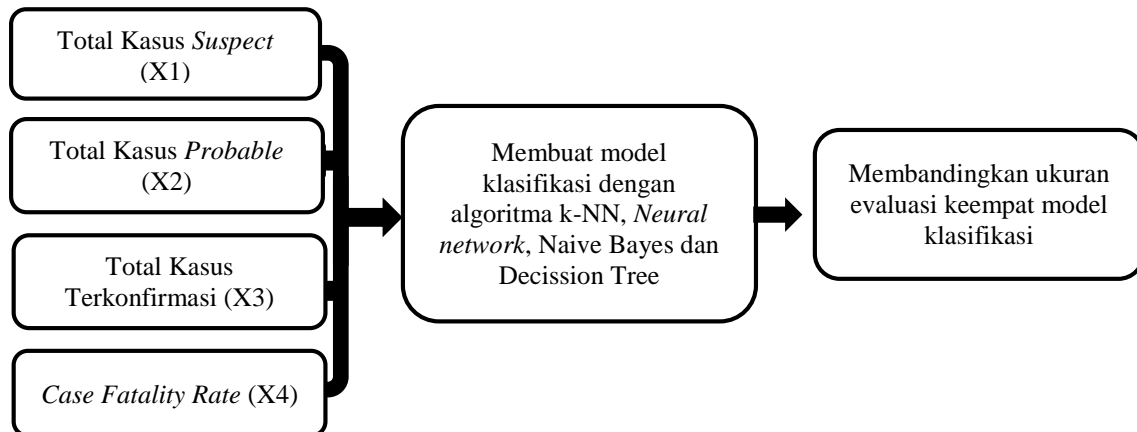 Total Kasus Suspect
(X1)
Total Kasus Probable
(X2)
Total Kasus
Terkonfirmasi (X3)
Case Fatality Rate (X4)
Membuat model
klasifikasi dengan
algoritma k-NN, Neural
network, Naive Bayes dan
Decission Tree
Membandingkan ukuran
evaluasi keempat model
klasifikasi